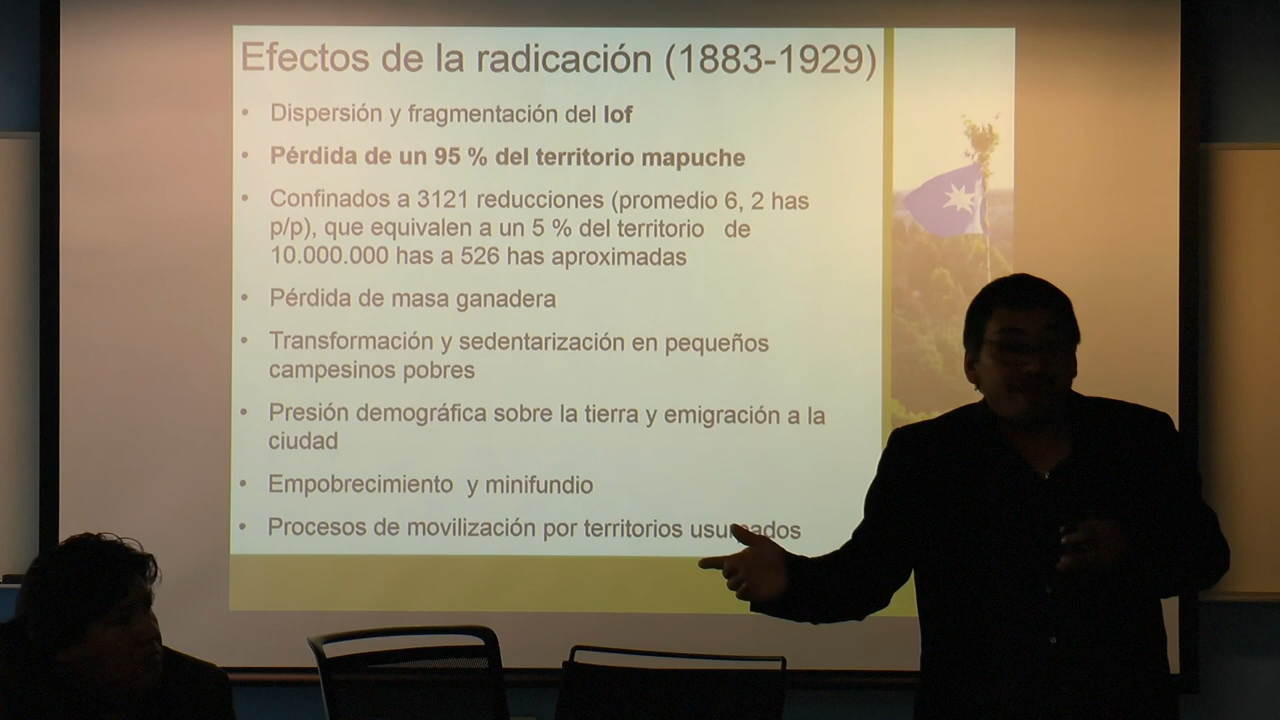 Efectos de la radicación (1883-1929)
• Dispersión y fragmentación del lof
• Pérdida de un 95 % del territorio mapuche
• Confinados a 3121 reducciones (promedio 6, 2 has
p/p), que equivalen a un 5 % del territorio de
10.000.000 has a 526 has aproximadas
• Pérdida de masa ganadera
• Transformación y sedentarización en pequeños
campesinos pobres
• Presión demográfica sobre la tierra y emigración a la
ciudad
• Empobrecimiento y minifundio
• Procesos de movilización por territorios